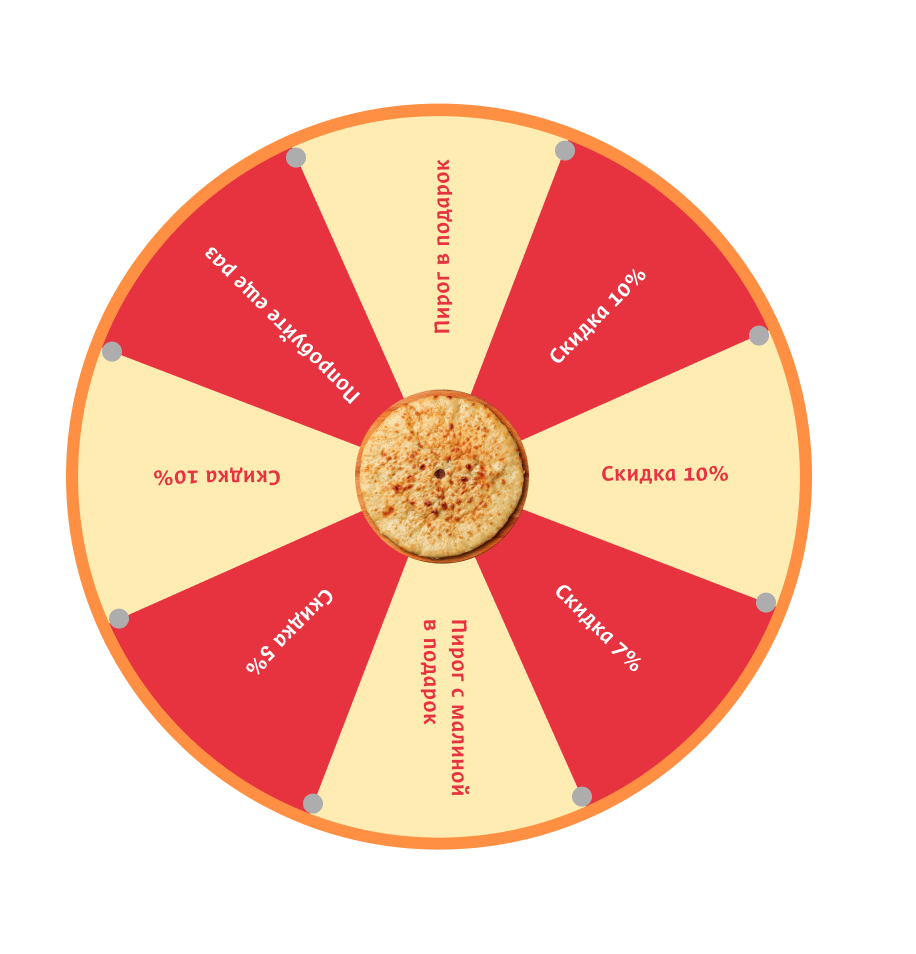 Пирог в подарок
Скидка 10%
Скидка 10%
Скидка 7%
Пирог с малиной
в подарок
Скидка 5%
Скидка 10%
Попробуйте еще раз